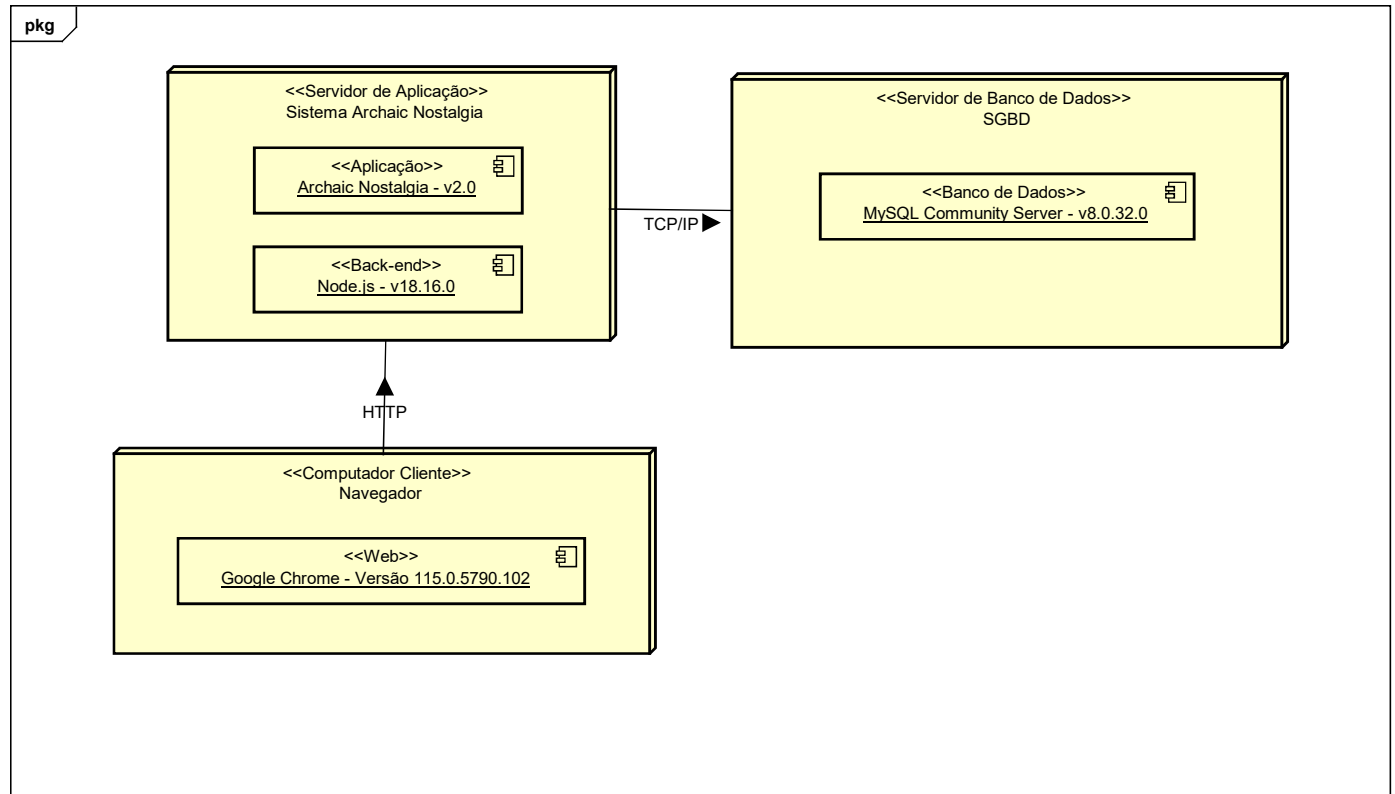 pkg
<<Servidor de Aplicação>>
Sistema Archaic Nostalgia
<<Aplicação>>
Archaic Nostalgia - v2.0
<<Back-end>>
Node.js - v18.16.0
TCP/IP
<<Servidor de Banco de Dados>>
SGBD
<<Banco de Dados>>
MySQL Community Server - v8.0.32.0
HTTP
<<Computador Cliente>>
Navegador
<<Web>>
Google Chrome - Versão 115.0.5790.102